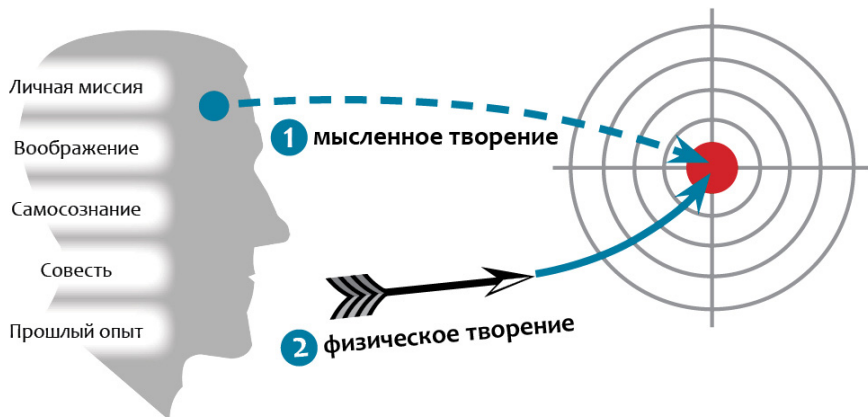 Личная миссия
Воображение
Самосознание
Совесть
Прошлый опыт
1 мысленное творение
2 физическое творение